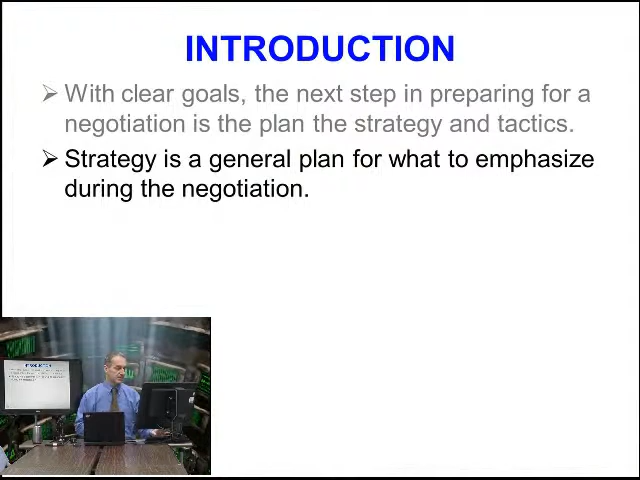 INTRODUCTION
➢ With clear goals, the next step in preparing for a
negotiation is the plan the strategy and tactics.
➢ Strategy is a general plan for what to emphasize
during the negotiation.
INTRODUCTION